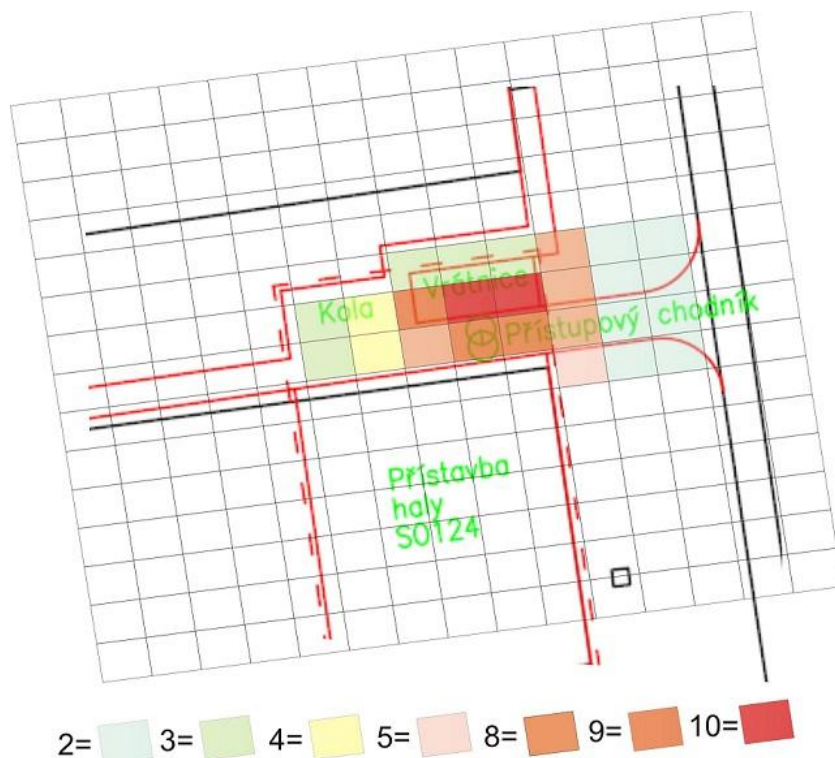 Vrátnice
Kola
Přístupový chodník
Přístavba
haly
SO124
2= 3= 4= 5= 8= 9= 10=